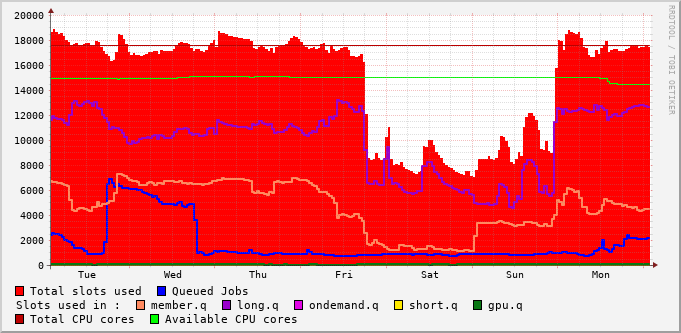 20000
18000
16000
14000
12000
10000
8000
6000
4000
2000
0
Tue Wed Thu Fri Sat Sun Mon
RRDTOOL / TOBI OETIKER
Total slots used Queued Jobs
Slots used in : member.q long.q ondemand.q short.q gpu.q
Total CPU cores Available CPU cores